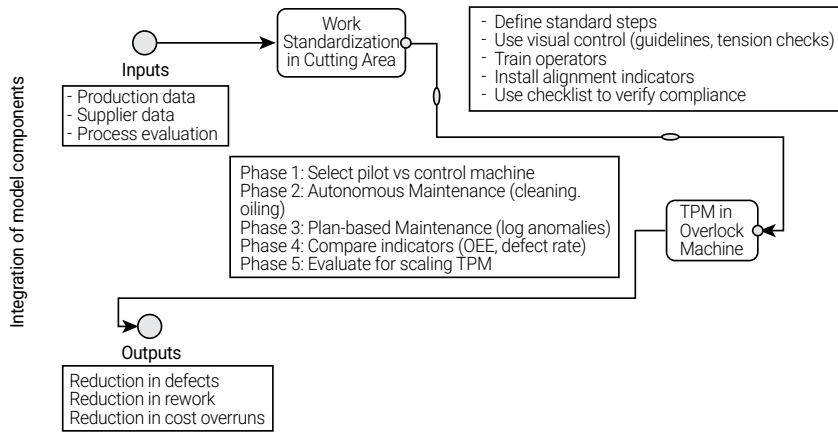 Integration of model components
Inputs
- Production data
- Supplier data
- Process evaluation
Work
Standardization
in Cutting Area
- Define standard steps
- Use visual control (guidelines, tension checks)
- Train operators
- Install alignment indicators
- Use checklist to verify compliance
Phase 1: Select pilot vs control machine
Phase 2: Autonomous Maintenance (cleaning.
oiling)
Phase 3: Plan-based Maintenance (log anomalies)
Phase 4: Compare indicators (OEE, defect rate)
Phase 5: Evaluate for scaling TPM
TPM in
Overlock
Machine
Outputs
Reduction in defects
Reduction in rework
Reduction in cost overruns